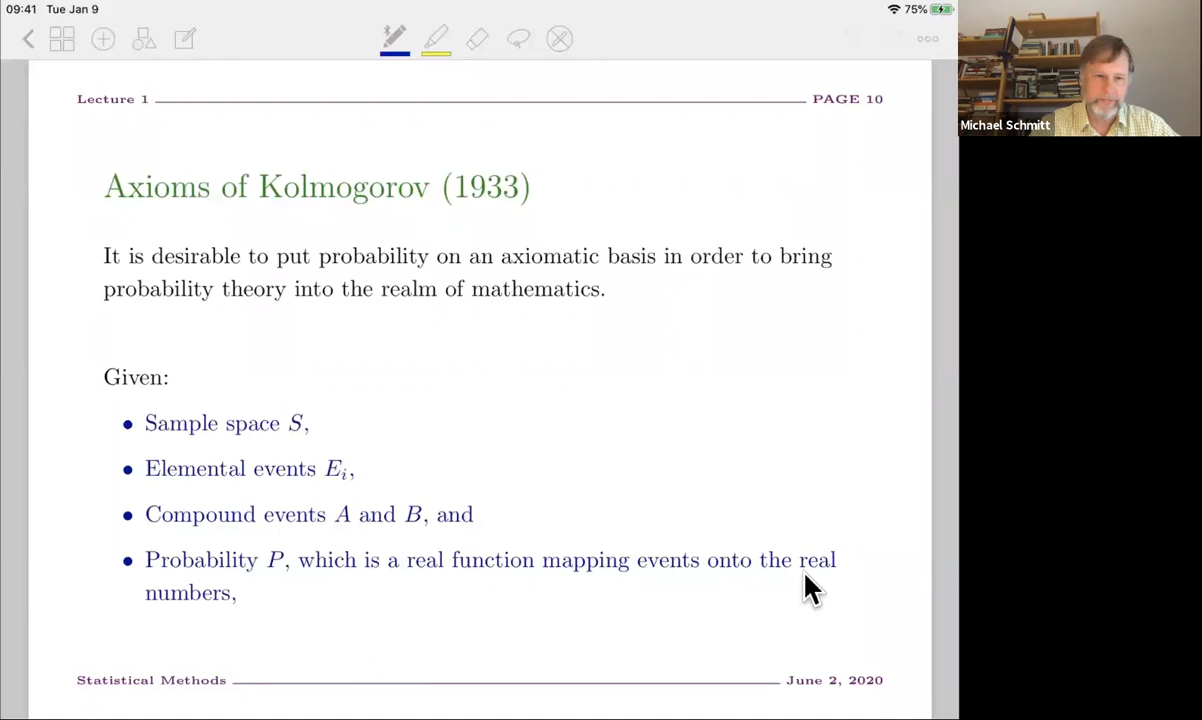 09:41 Tue Jan 9
75%
Lecture 1 PAGE 10
Michael Schmitt
Axioms of Kolmogorov (1933)
It is desirable to put probability on an axiomatic basis in order to bring
probability theory into the realm of mathematics.
Given:
• Sample space S,
• Elemental events Eᵢ,
• Compound events A and B, and
• Probability P, which is a real function mapping events onto the real
numbers,
Statistical Methods June 2, 2020